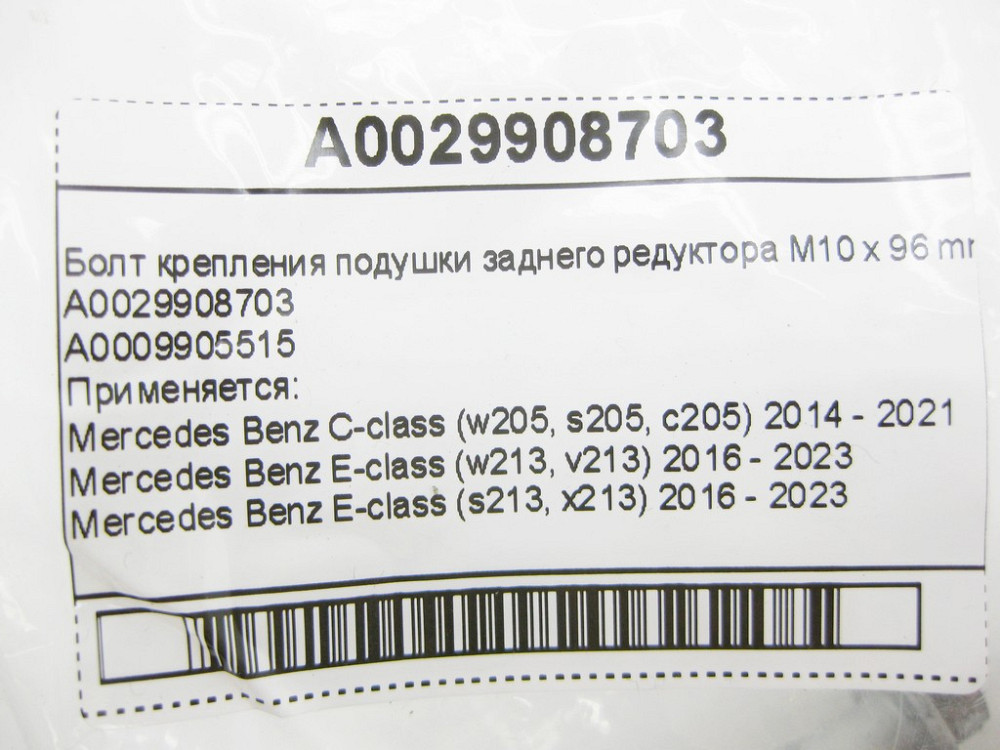 A0029908703
Болт крепления подушки заднего редуктора M10 x 96 mm
A0029908703
A0009905515
Применяется:
Mercedes Benz C-class (w205, s205, c205) 2014 - 2021
Mercedes Benz E-class (w213, v213) 2016 - 2023
Mercedes Benz E-class (s213, x213) 2016 - 2023